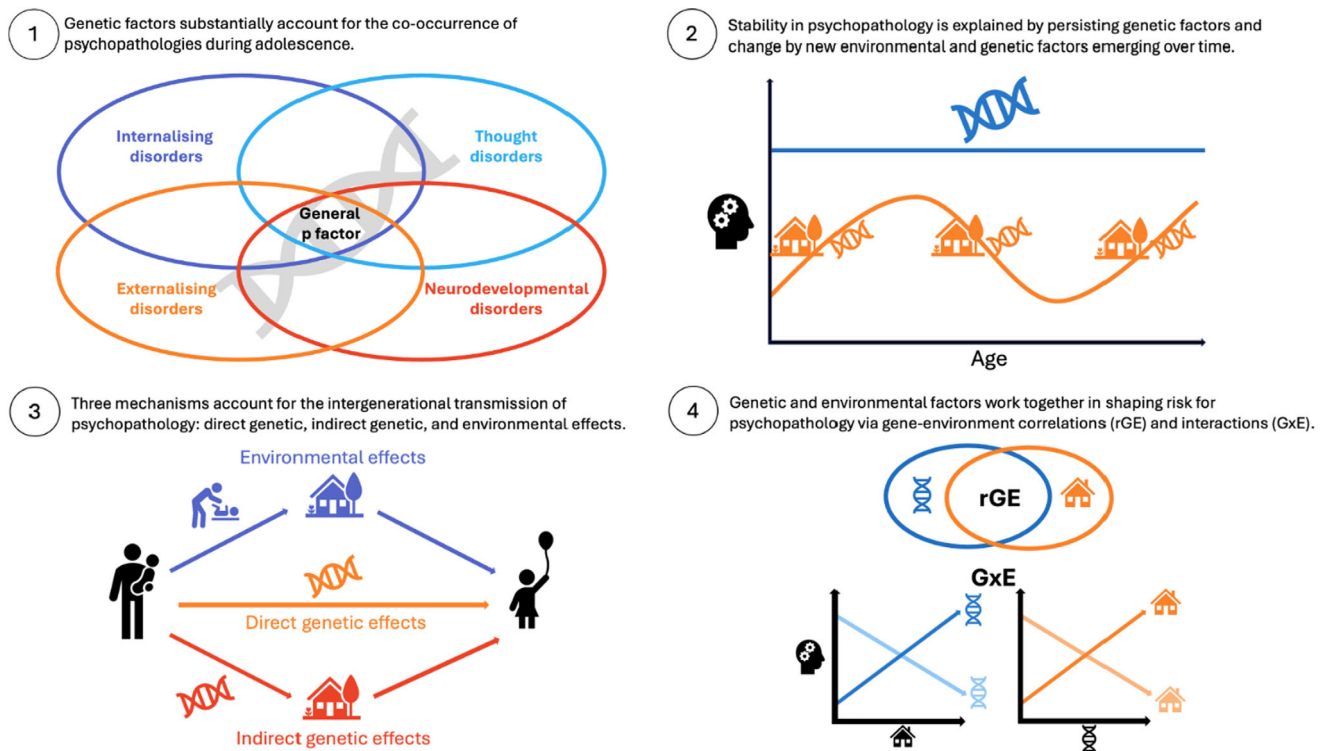 1
Genetic factors substantially account for the co-occurrence of
psychopathologies during adolescence.
Internalising
disorders
Thought
disorders
General
p factor
Externalising
disorders
Neurodevelopmental
disorders
2
Stability in psychopathology is explained by persisting genetic factors and
change by new environmental and genetic factors emerging over time.
Age
3
Three mechanisms account for the intergenerational transmission of
psychopathology: direct genetic, indirect genetic, and environmental effects.
Environmental effects
Direct genetic effects
Indirect genetic effects
4
Genetic and environmental factors work together in shaping risk for
psychopathology via gene-environment correlations (rGE) and interactions (GxE).
rGE
GxE